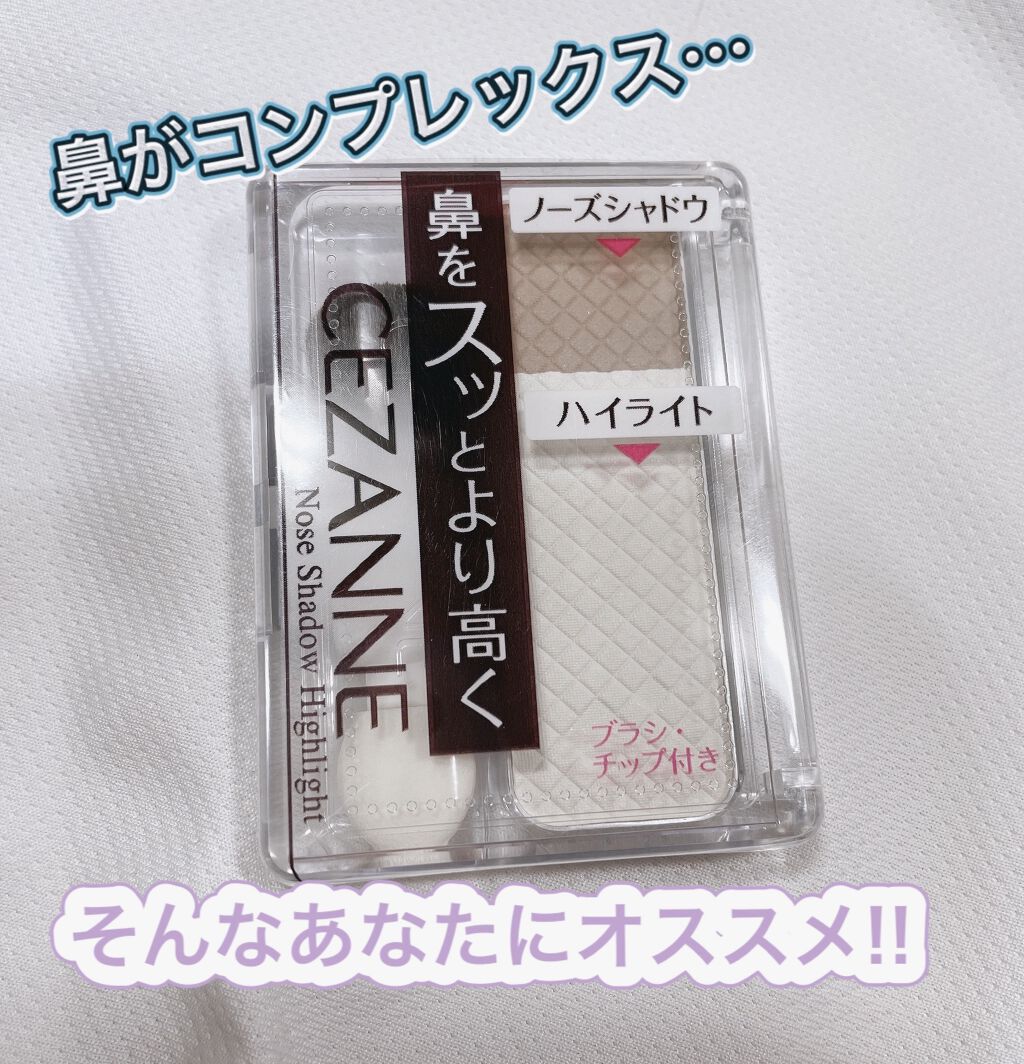 鼻がコンプレックス…
ノーズシャドウ
鼻をスッとより高く
CEZANNE
Nose Shadow Highlight
ハイライト
ブラシ・
チップ付き
そんなあなたにオススメ!!